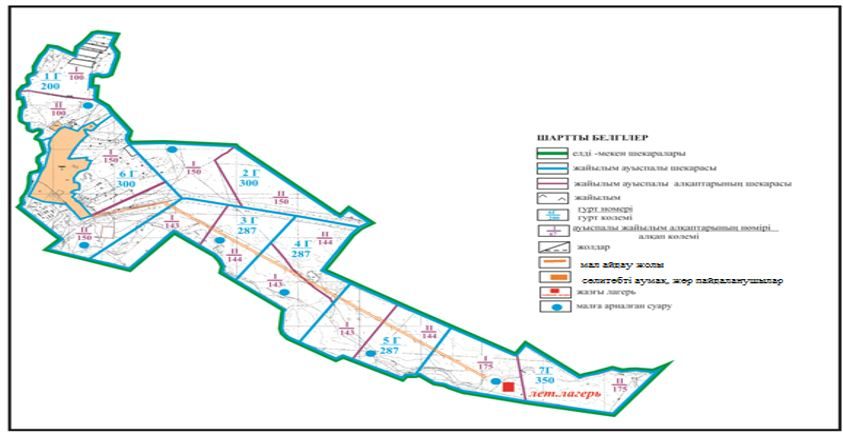 I
1 Г
100
200
II
100
I
150
6 Г
300
I
150
2 Г
300
II
150
II
150
I
143
3 Г
287
II
144
4 Г
287
II
144
I
143
I
143
5 Г
287
II
144
I
175
7Г
350
II
175
лет.лагерь
ШАРТТЫ БЕЛГІЛЕР
елді -мекен шекаралары
жайылым ауыспалы шекарасы
жайылым ауыспалы алқаптарының шекарасы
жайылым
гурт номері
гурт көлемі
ауыспалы жайылым алқаптарының нөмірі
алқап көлемі
жолдар
мал айдау жолы
селитебті аумақ, жер пайдаланушылар
жазғы лагерь
малға арналған суару